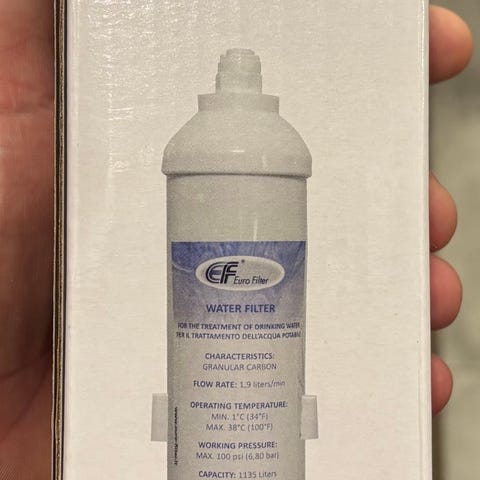 EF®
Euro Filter
WATER FILTER
FOR THE TREATMENT OF DRINKING WATER
PER IL TRATTAMENTO DELL'ACQUA POTABILE
CHARACTERISTICS:
GRANULAR CARBON
FLOW RATE: 1,9 liters/min
OPERATING TEMPERATURE:
MIN. 1°C (34°F)
MAX. 38°C (100°F)
WORKING PRESSURE:
MAX. 100 psi (6,80 bar)
CAPACITY: 1135 Liters